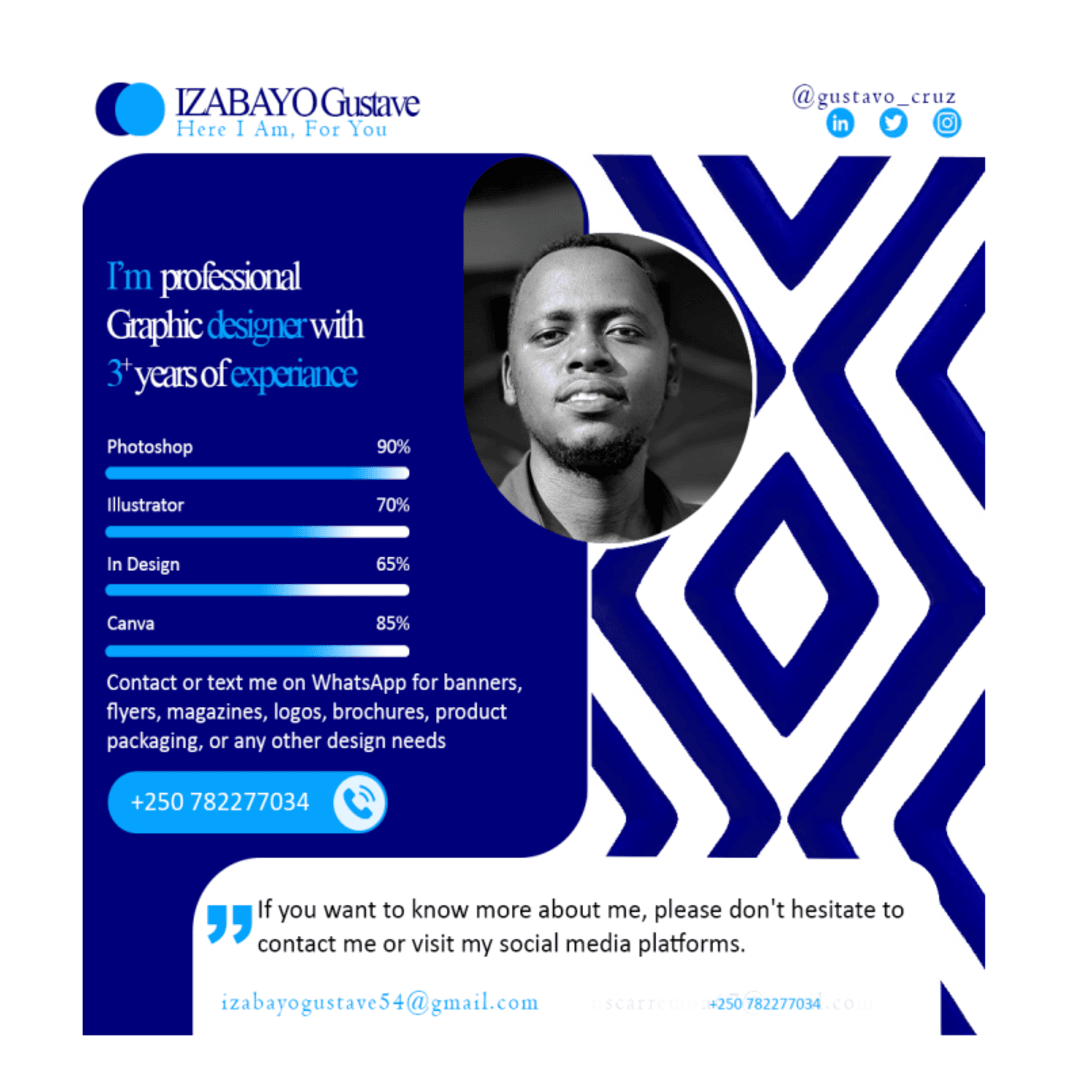 IZABAYO Gustave
Here I Am, For You
@gustavo_cruz
in
I'm professional
Graphic designer with
3+ years of experiance
Photoshop 90%
Illustrator 70%
In Design 65%
Canva 85%
Contact or text me on WhatsApp for banners,
flyers, magazines, logos, brochures, product
packaging, or any other design needs
+250 782277034
If you want to know more about me, please don't hesitate to
contact me or visit my social media platforms.
izabayogustave54@gmail.com
+250 782277034